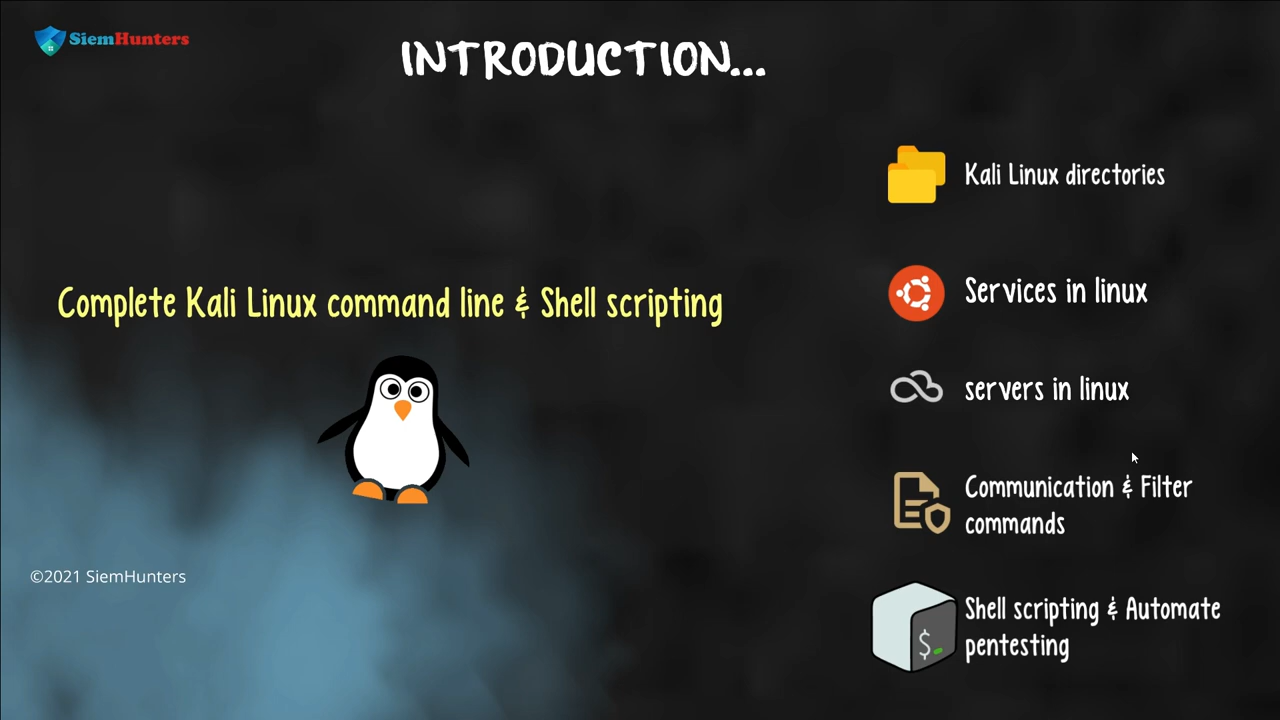 SiemHunters
INTRODUCTION...
Kali Linux directories
Services in linux
Complete Kali Linux command line & Shell scripting
servers in linux
Communication & Filter
commands
©2021 SiemHunters
Shell scripting & Automate
pentesting
$